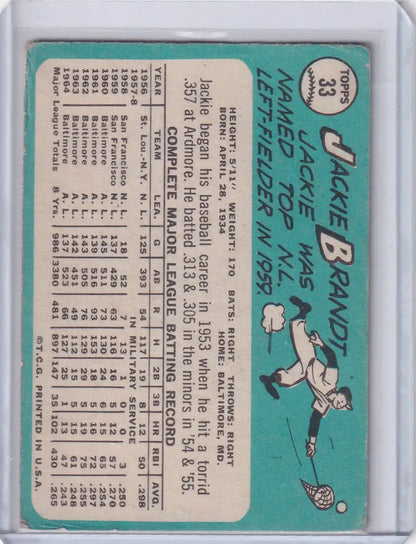 TOPPS
33
JACKIE BRANDT
JACKIE WAS
NAMED TOP N.L.
LEFT-FIELDER IN 1959.
HEIGHT: 5'11" WEIGHT: 170 BATS: RIGHT THROWS: RIGHT
BORN: APRIL 28, 1934 HOME: BALTIMORE, MD.
Jackie began his baseball career in 1953 when he hit a torrid
.357 at Ardmore. He batted .313 & .305 in the minors in '54 & '55.
COMPLETE MAJOR LEAGUE BATTING RECORD
YEAR TEAM LEA. G AB R H 2B 3B HR RBI AVG.
1956 St. Lou.-N.Y. N.L. 125 393 54 117 19 8 12 50 .298
1957-8 IN MILITARY SERVICE
1958 San Francisco N.L. 18 52 7 13 1 0 0 3 .250
1959 San Francisco N.L. 137 429 63 116 16 5 12 57 .270
1960 Baltimore A.L. 145 511 73 130 24 6 15 65 .254
1961 Baltimore A.L. 139 516 93 153 18 5 16 72 .297
1962 Baltimore A.L. 143 505 76 129 29 5 19 75 .255
1963 Baltimore A.L. 142 451 49 112 15 5 15 61 .248
1964 Baltimore A.L. 137 523 66 127 25 1 13 47 .243
Major League Totals 8 Yrs. 986 3380 481 897 147 35 102 430 .265
©T.C.G. PRINTED IN U.S.A.